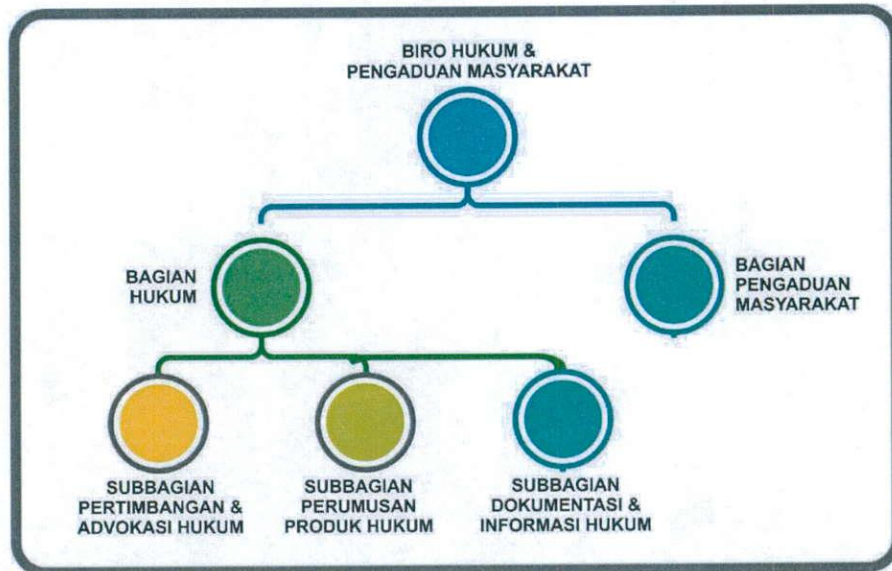 BIRO HUKUM &
PENGADUAN MASYARAKAT
BAGIAN
HUKUM
BAGIAN
PENGADUAN
MASYARAKAT
SUBBAGIAN
PERTIMBANGAN &
ADVOKASI HUKUM
SUBBAGIAN
PERUMUSAN
PRODUK HUKUM
SUBBAGIAN
DOKUMENTASI &
INFORMASI HUKUM